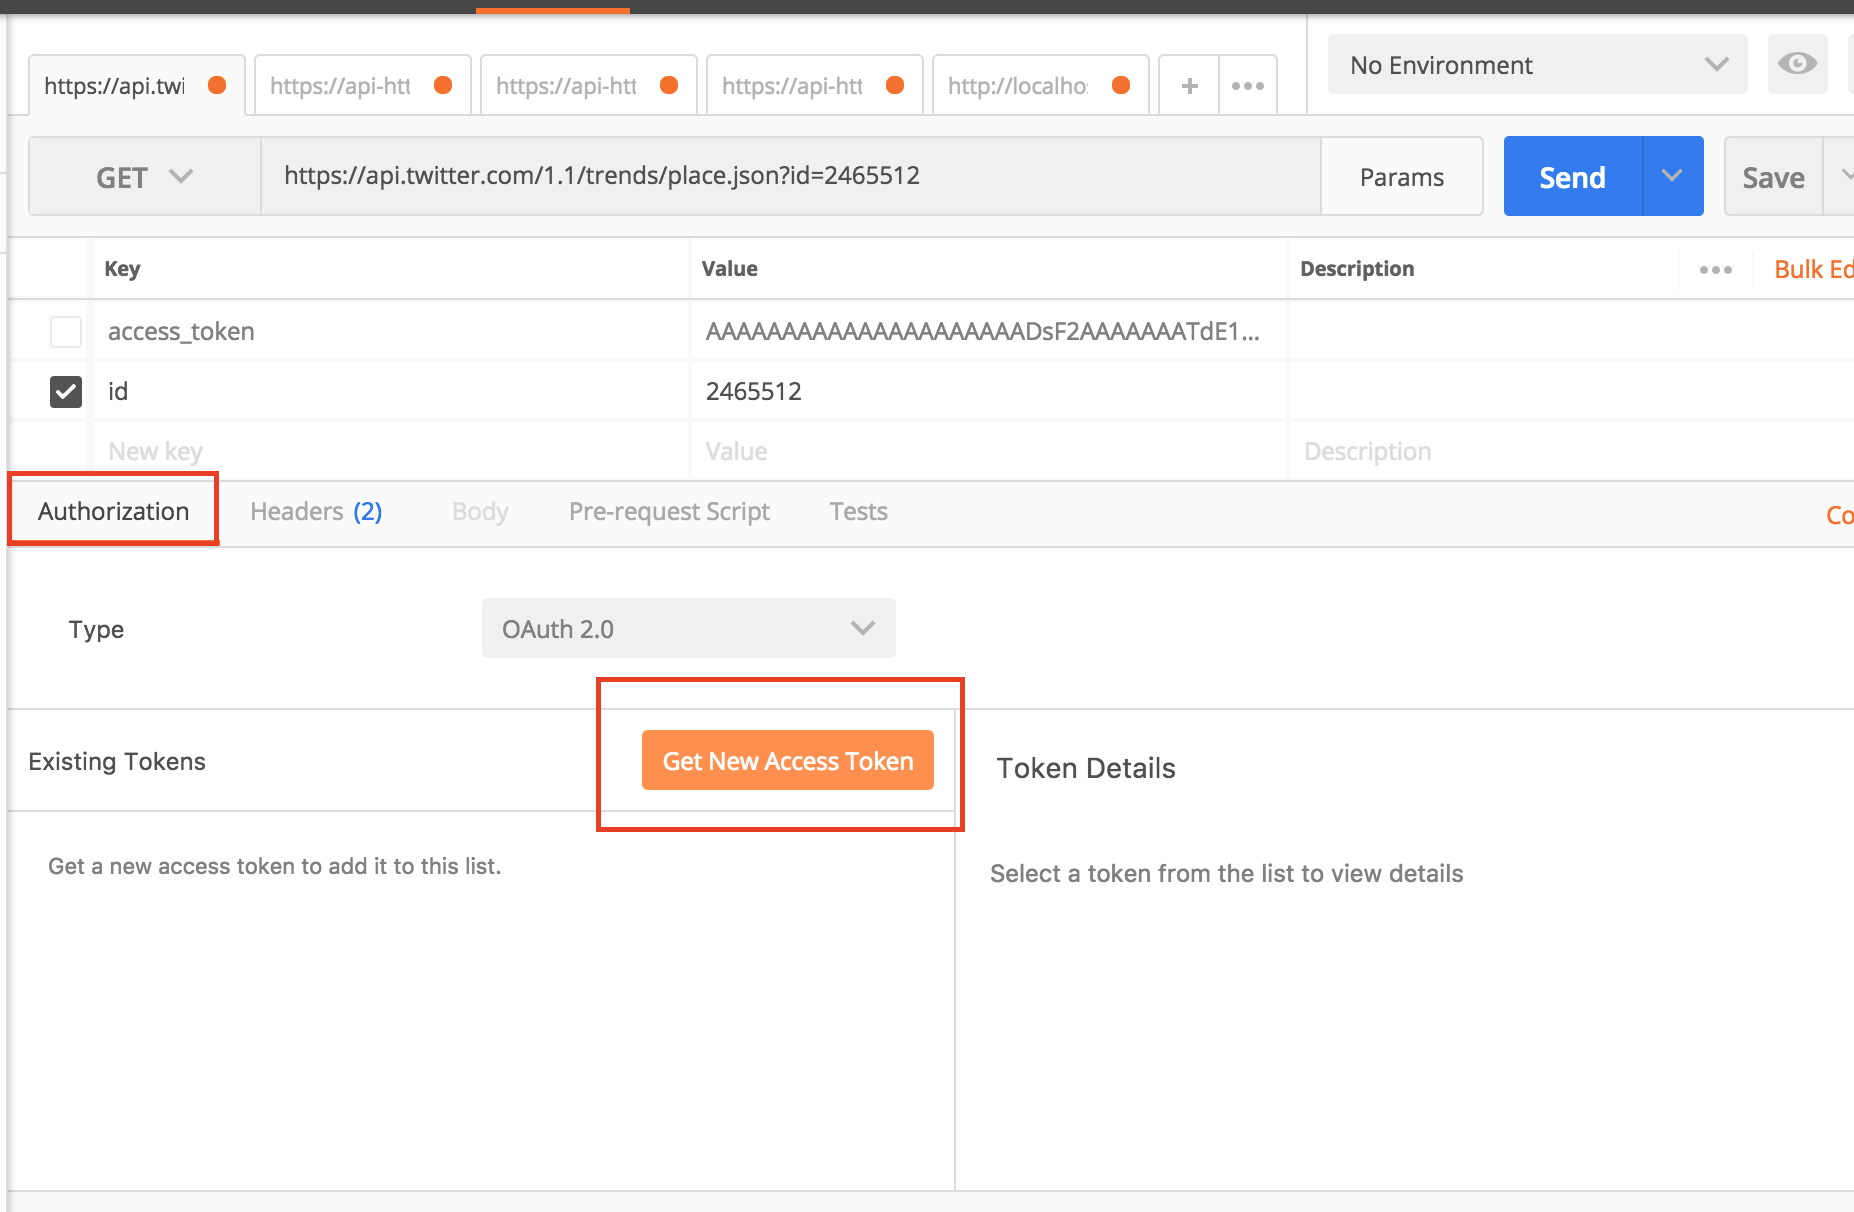 https://api.twi https://api-htt https://api-htt https://api-htt http://localho: + No Environment
GET https://api.twitter.com/1.1/trends/place.json?id=2465512 Params Send Save
Key Value Description Bulk Ed
access_token AAAAAAAAAAAAAAAAAAAAADsF2AAAAAAATdE1...
id 2465512
New key Value Description
Authorization Headers (2) Body Pre-request Script Tests Co
Type OAuth 2.0
Existing Tokens Get New Access Token Token Details
Get a new access token to add it to this list. Select a token from the list to view details